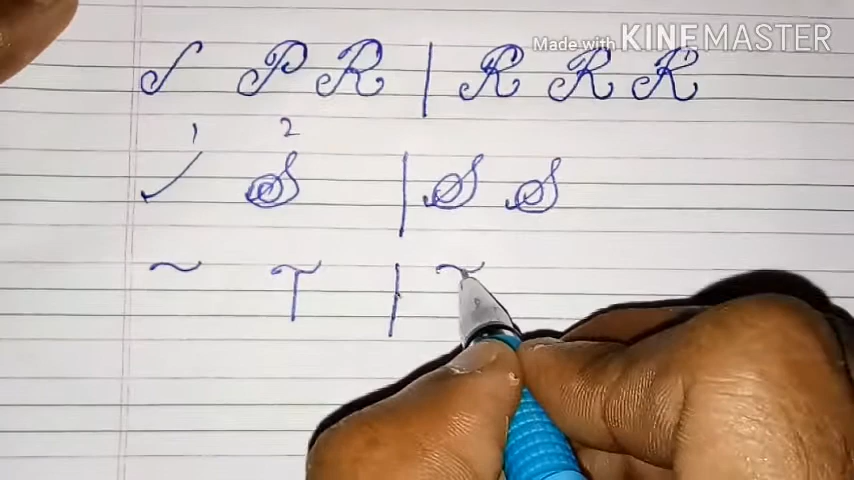 Made with KINEMASTER
P R | R R R
1 2
S | S S
~ T | ~